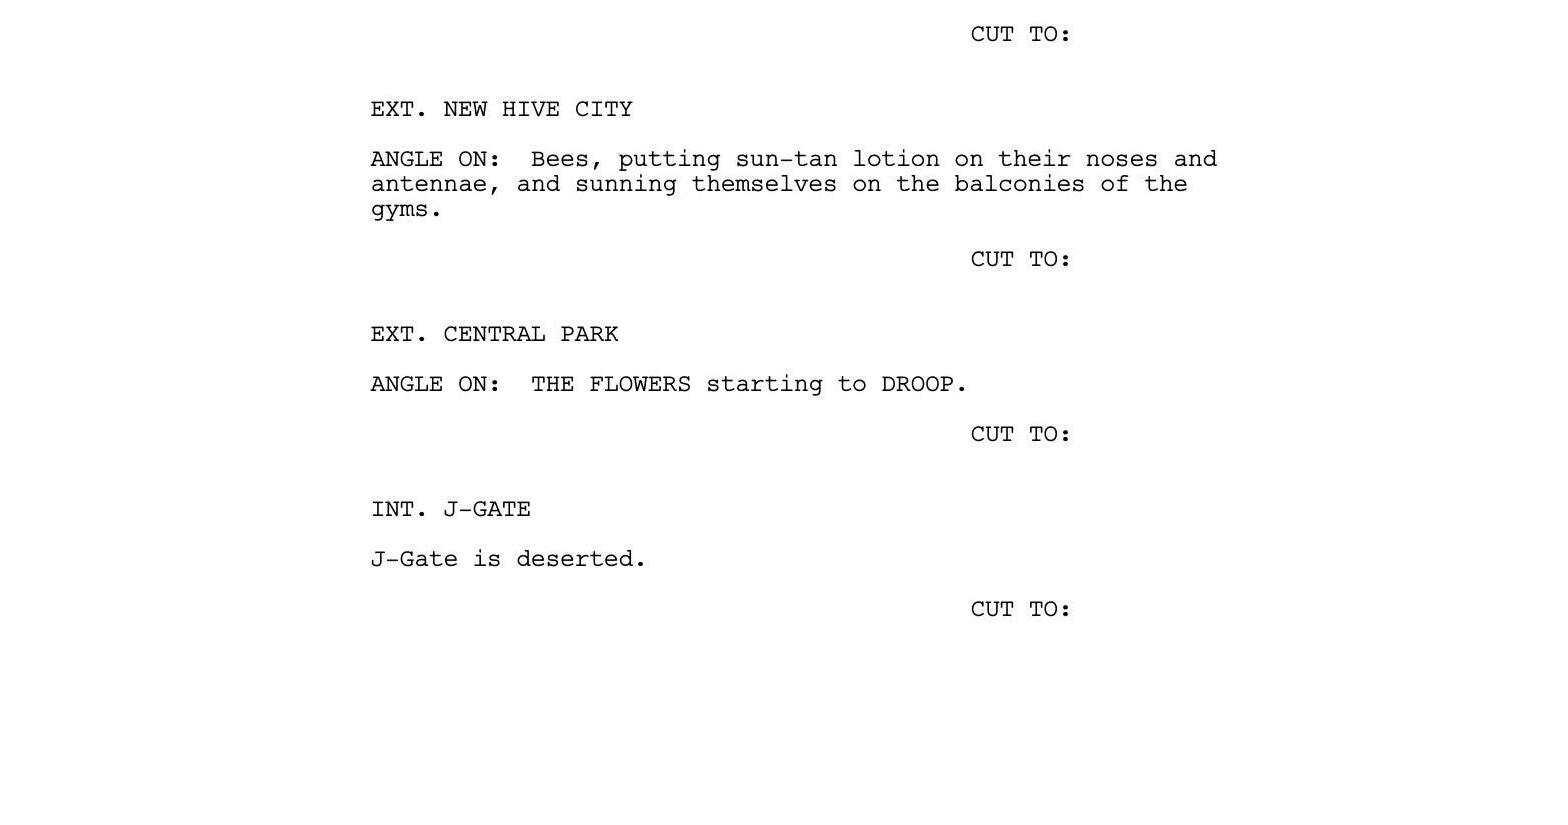 CUT TO:
EXT. NEW HIVE CITY
ANGLE ON:  Bees, putting sun-tan lotion on their noses and
antennae, and sunning themselves on the balconies of the
gyms.
CUT TO:
EXT. CENTRAL PARK
ANGLE ON:  THE FLOWERS starting to DROOP.
CUT TO:
INT. J-GATE
J-Gate is deserted.
CUT TO: